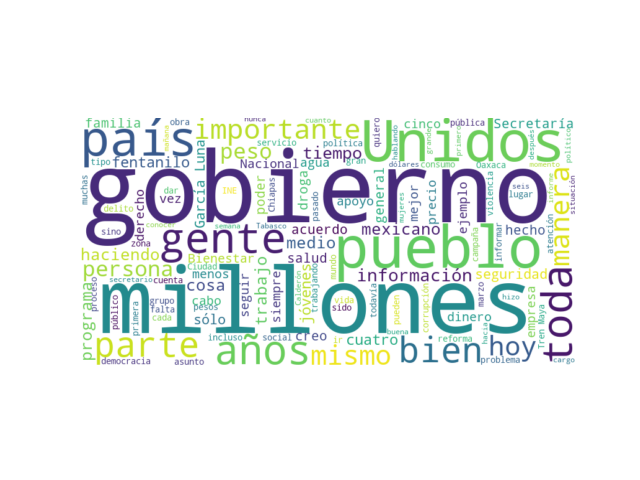 familia
obra
nunca
cuanto
cinco
pública
Secretaría
país
importante
Unidos
mañana
quiero
hablando
grande
primero
después
político
servicio
política
tipo
fentanilo
peso
tiempo
Nacional
agua
gran
consumo
Oaxaca
momento
dólares
muchas
gobierno
dar
INE
vez
García Luna
poder
Chiapas
droga
pasado
apoyo
general
mujeres
mejor
precio
violencia
ejemplo
seis
lugar
manera
informe
situación
delito
derecho
conocer
sino
zona
gente
semana
Tabasco
acuerdo
medio
mexicano
pueblo
campaña
informar
hecho
atención
haciendo
Bienestar
salud
persona
Ciudad
menos
mundo
información
seguridad
toda
proceso
secretario
cuenta
cosa
trabajo
seguir
siempre
Calderón
jóvenes
trabajando
vida
todavía
pueden
corrupción
marzo
hizo
empresa
Tren Maya
programa
público
primera
grupo
falta
cada
pesos
cabo
sólo
millones
sido
dinero
hacia
parte
incluso
social
creo
ir
cuatro
buena
reforma
democracia
asunto
años
mismo
bien
hoy
problema
cargo